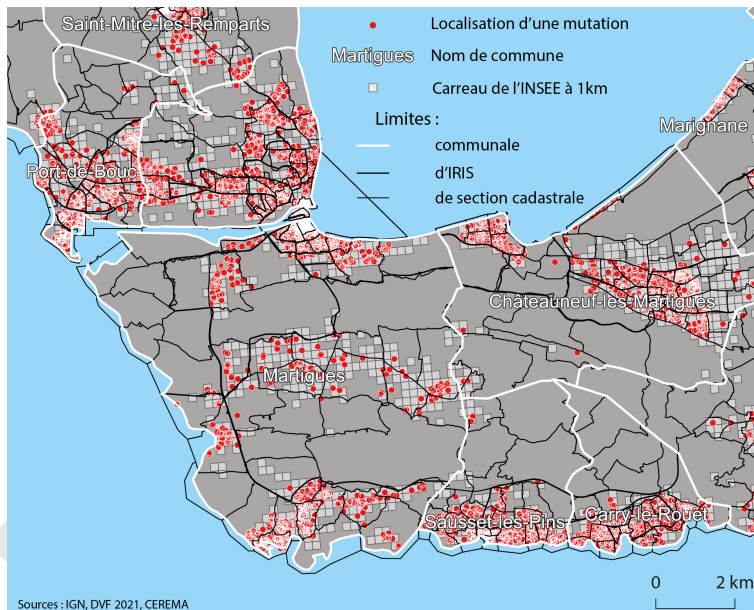 Saint-Mitre-les-Remparts
Localisation d'une mutation
Martigues Nom de commune
Carreau de l'INSEE à 1km
Limites :
communale
d'IRIS
de section cadastrale
Marignane
Port-de-Bouc
Châteauneuf-les-Martigues
Martigues
Sausset-les-Pins
Carry-le-Rouet
0 2 km
Sources : IGN, DVF 2021, CEREMA